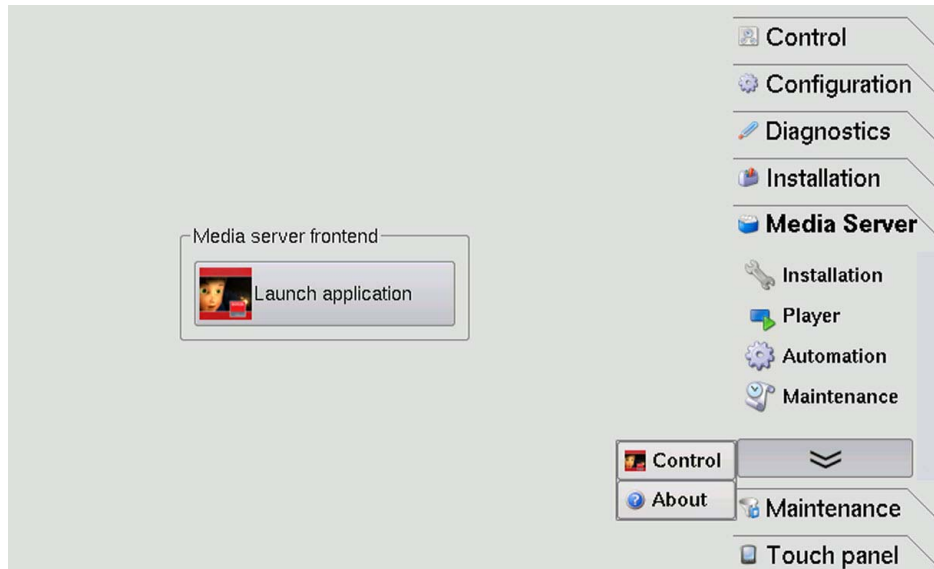 Control
Configuration
Diagnostics
Installation
Media Server
Media server frontend
Launch application
Installation
Player
Automation
Maintenance
Control
About
Maintenance
Touch panel